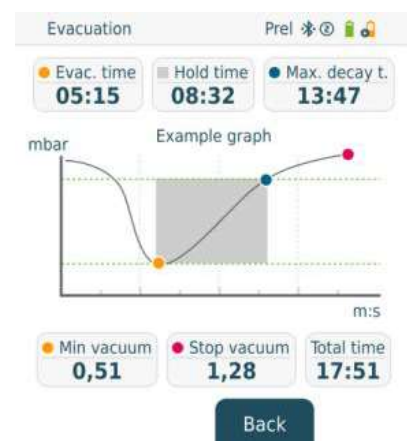 Evacuation Prel
Evac. time Hold time Max. decay t.
05:15 08:32 13:47
Example graph
mbar
m:s
Min vacuum Stop vacuum Total time
0,51 1,28 17:51
Back